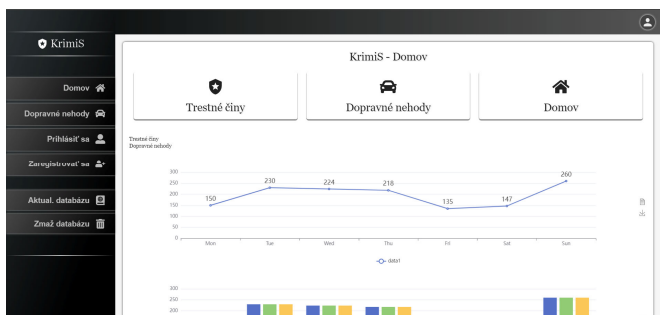 KrimiS
Domov
Dopravné nehody
Prihlásiť sa
Zaregistrovať sa
Aktual. databázu
Zmaž databázu
KrimiS - Domov
Trestné činy
Dopravné nehody
Domov
Trestné činy
Dopravné nehody
300
250
200
150
100
50
0
150
230
224
218
135
147
260
Mon
Tue
Wed
Thu
Fri
Sat
Sun
data1
300
250
200